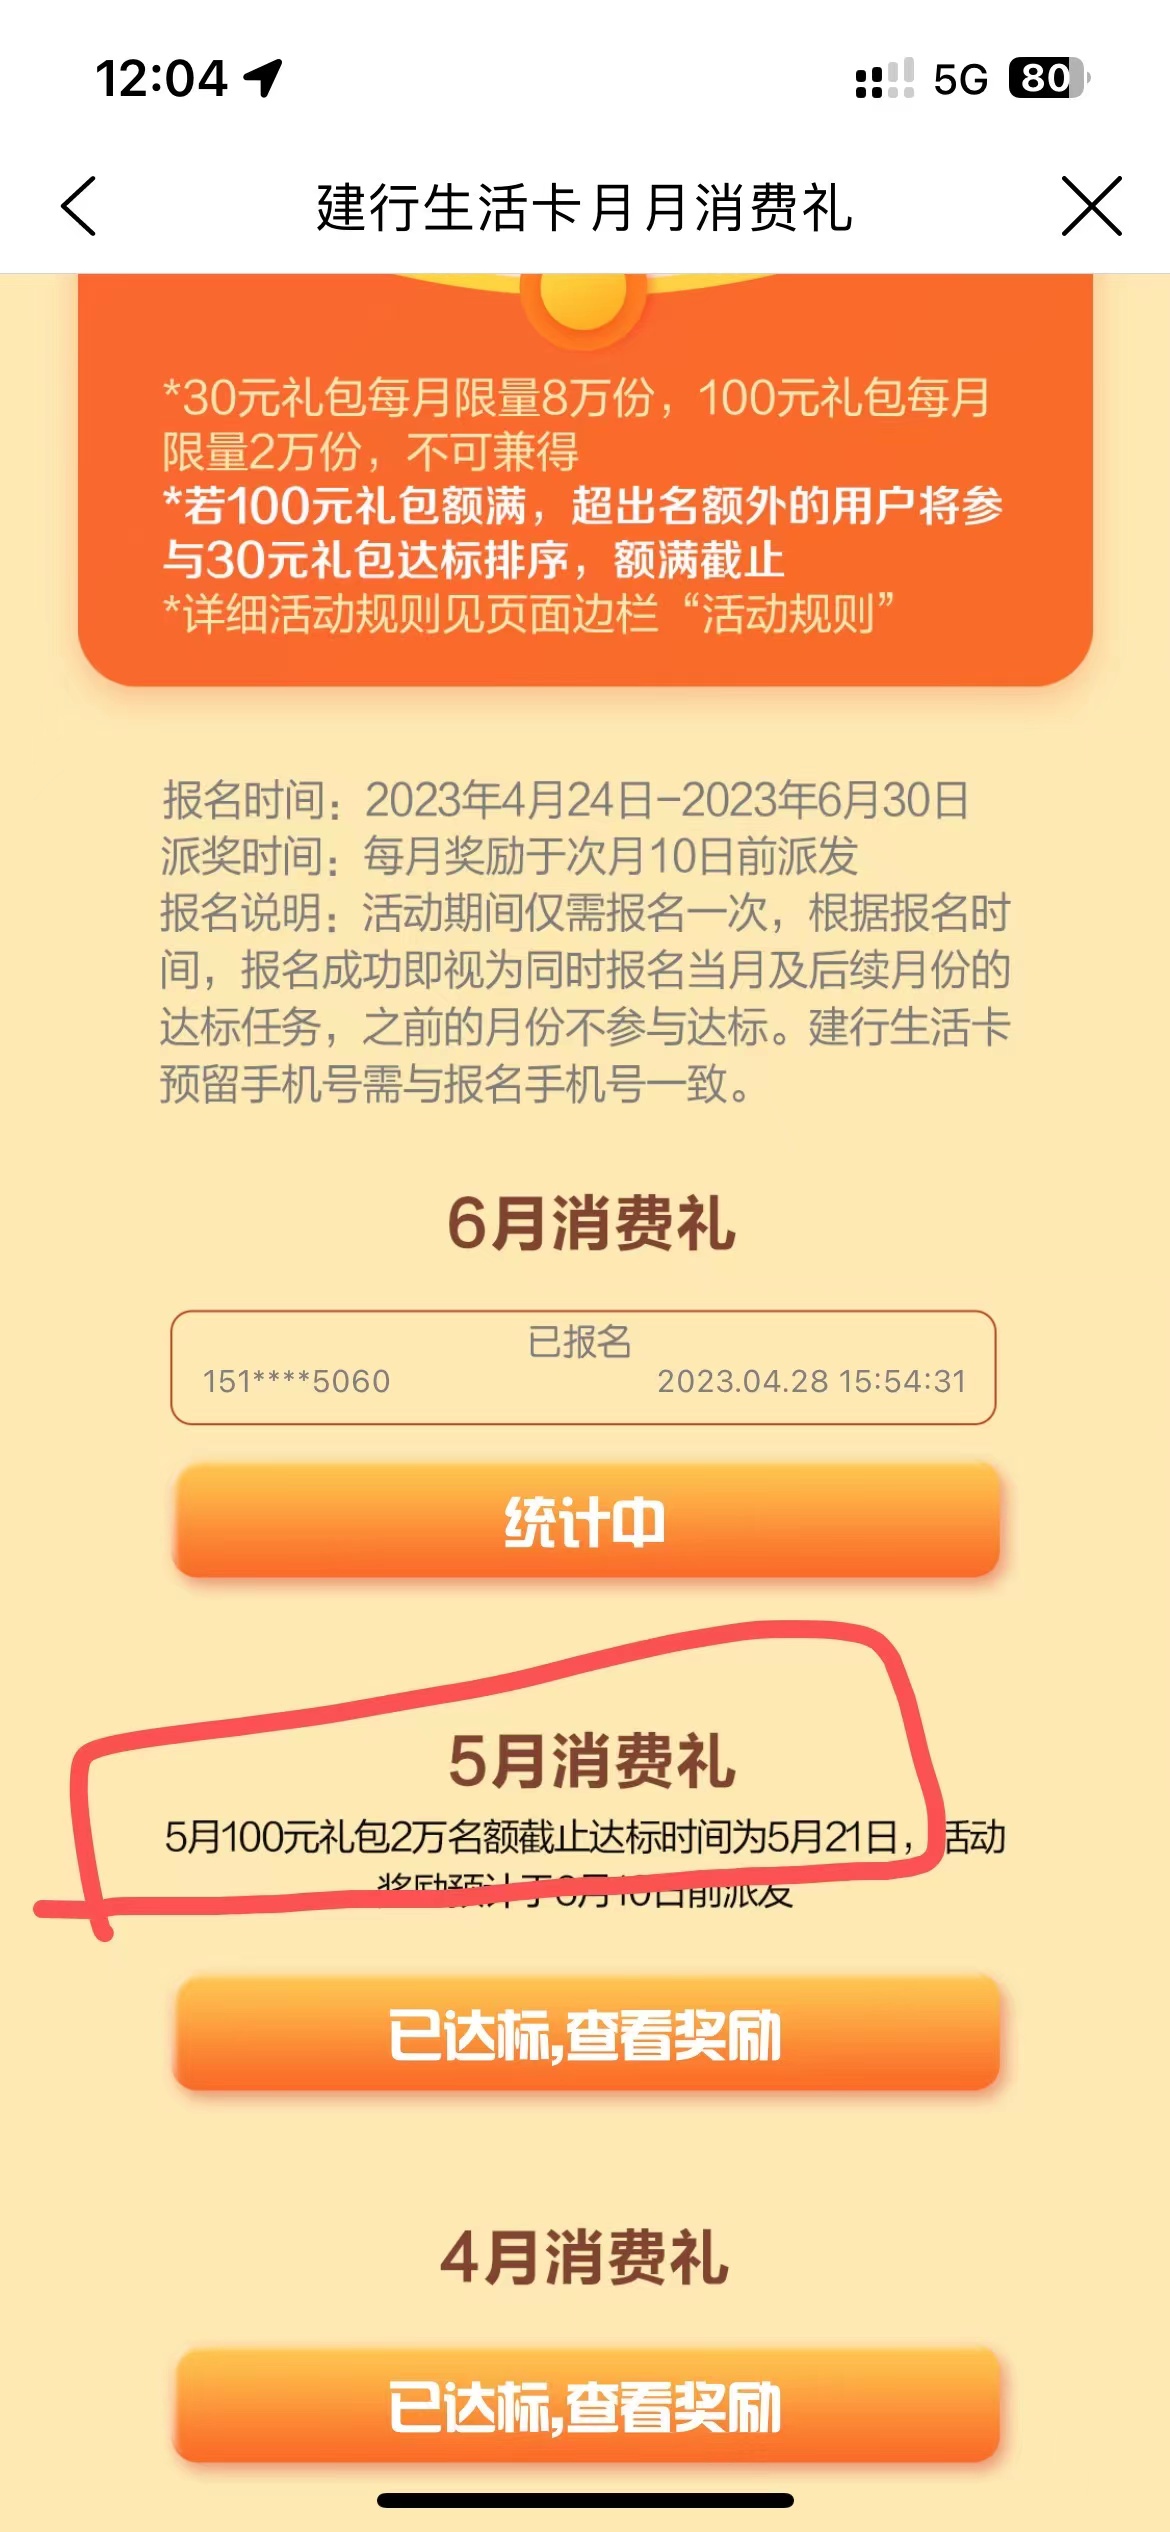 12:04
5G
80
建行生活卡月月消费礼
*30元礼包每月限量8万份，100元礼包每月
限量2万份，不可兼得
*若100元礼包额满，超出名额外的用户将参
与30元礼包达标排序，额满截止
*详细活动规则见页面边栏“活动规则”
报名时间：2023年4月24日-2023年6月30日
派奖时间：每月奖励于次月10日前派发
报名说明：活动期间仅需报名一次，根据报名时
间，报名成功即视为同时报名当月及后续月份的
达标任务，之前的月份不参与达标。建行生活卡
预留手机号需与报名手机号一致。
6月消费礼
已报名
151****5060 2023.04.28 15:54:31
统计中
5月消费礼
5月100元礼包2万名额截止达标时间为5月21日，活动
奖励预计于6月10日前派发
已达标,查看奖励
4月消费礼
已达标,查看奖励